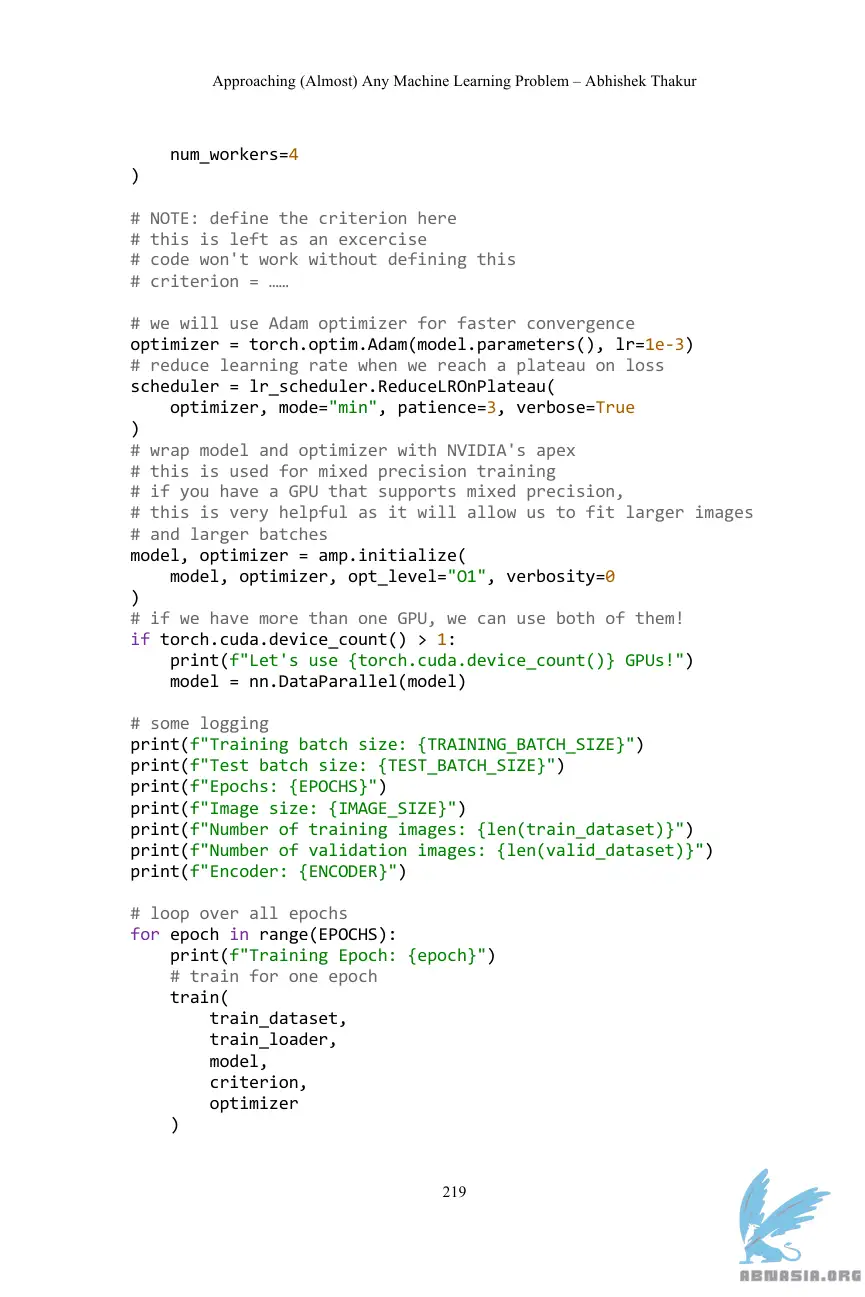 Approaching (Almost) Any Machine Learning Problem – Abhishek Thakur
    num_workers=4
)
# NOTE: define the criterion here
# this is left as an excercise
# code won't work without defining this
# criterion = ……
# we will use Adam optimizer for faster convergence
optimizer = torch.optim.Adam(model.parameters(), lr=1e-3)
# reduce learning rate when we reach a plateau on loss
scheduler = lr_scheduler.ReduceLROnPlateau(
    optimizer, mode="min", patience=3, verbose=True
)
# wrap model and optimizer with NVIDIA's apex
# this is used for mixed precision training
# if you have a GPU that supports mixed precision,
# this is very helpful as it will allow us to fit larger images
# and larger batches
model, optimizer = amp.initialize(
    model, optimizer, opt_level="O1", verbosity=0
)
# if we have more than one GPU, we can use both of them!
if torch.cuda.device_count() > 1:
    print(f"Let's use {torch.cuda.device_count()} GPUs!")
    model = nn.DataParallel(model)
# some logging
print(f"Training batch size: {TRAINING_BATCH_SIZE}")
print(f"Test batch size: {TEST_BATCH_SIZE}")
print(f"Epochs: {EPOCHS}")
print(f"Image size: {IMAGE_SIZE}")
print(f"Number of training images: {len(train_dataset)}")
print(f"Number of validation images: {len(valid_dataset)}")
print(f"Encoder: {ENCODER}")
# loop over all epochs
for epoch in range(EPOCHS):
    print(f"Training Epoch: {epoch}")
    # train for one epoch
    train(
        train_dataset,
        train_loader,
        model,
        criterion,
        optimizer
    )
219
ABNASIA.ORG